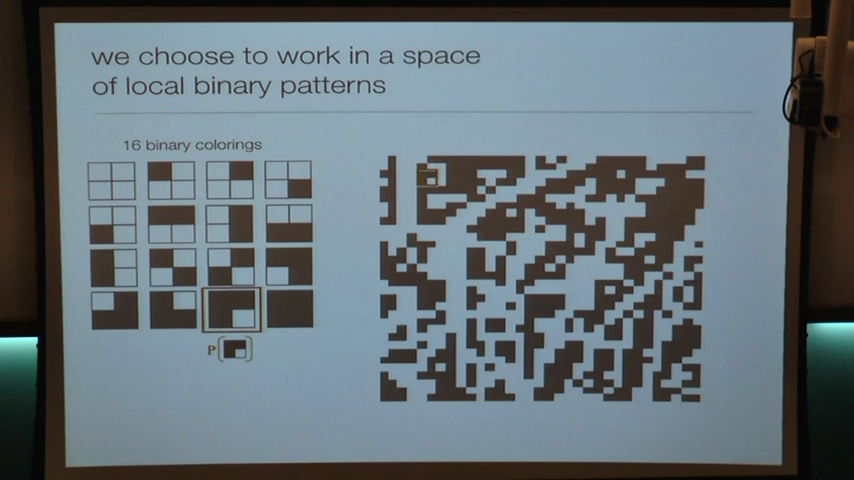 we choose to work in a space
of local binary patterns
16 binary colorings
P